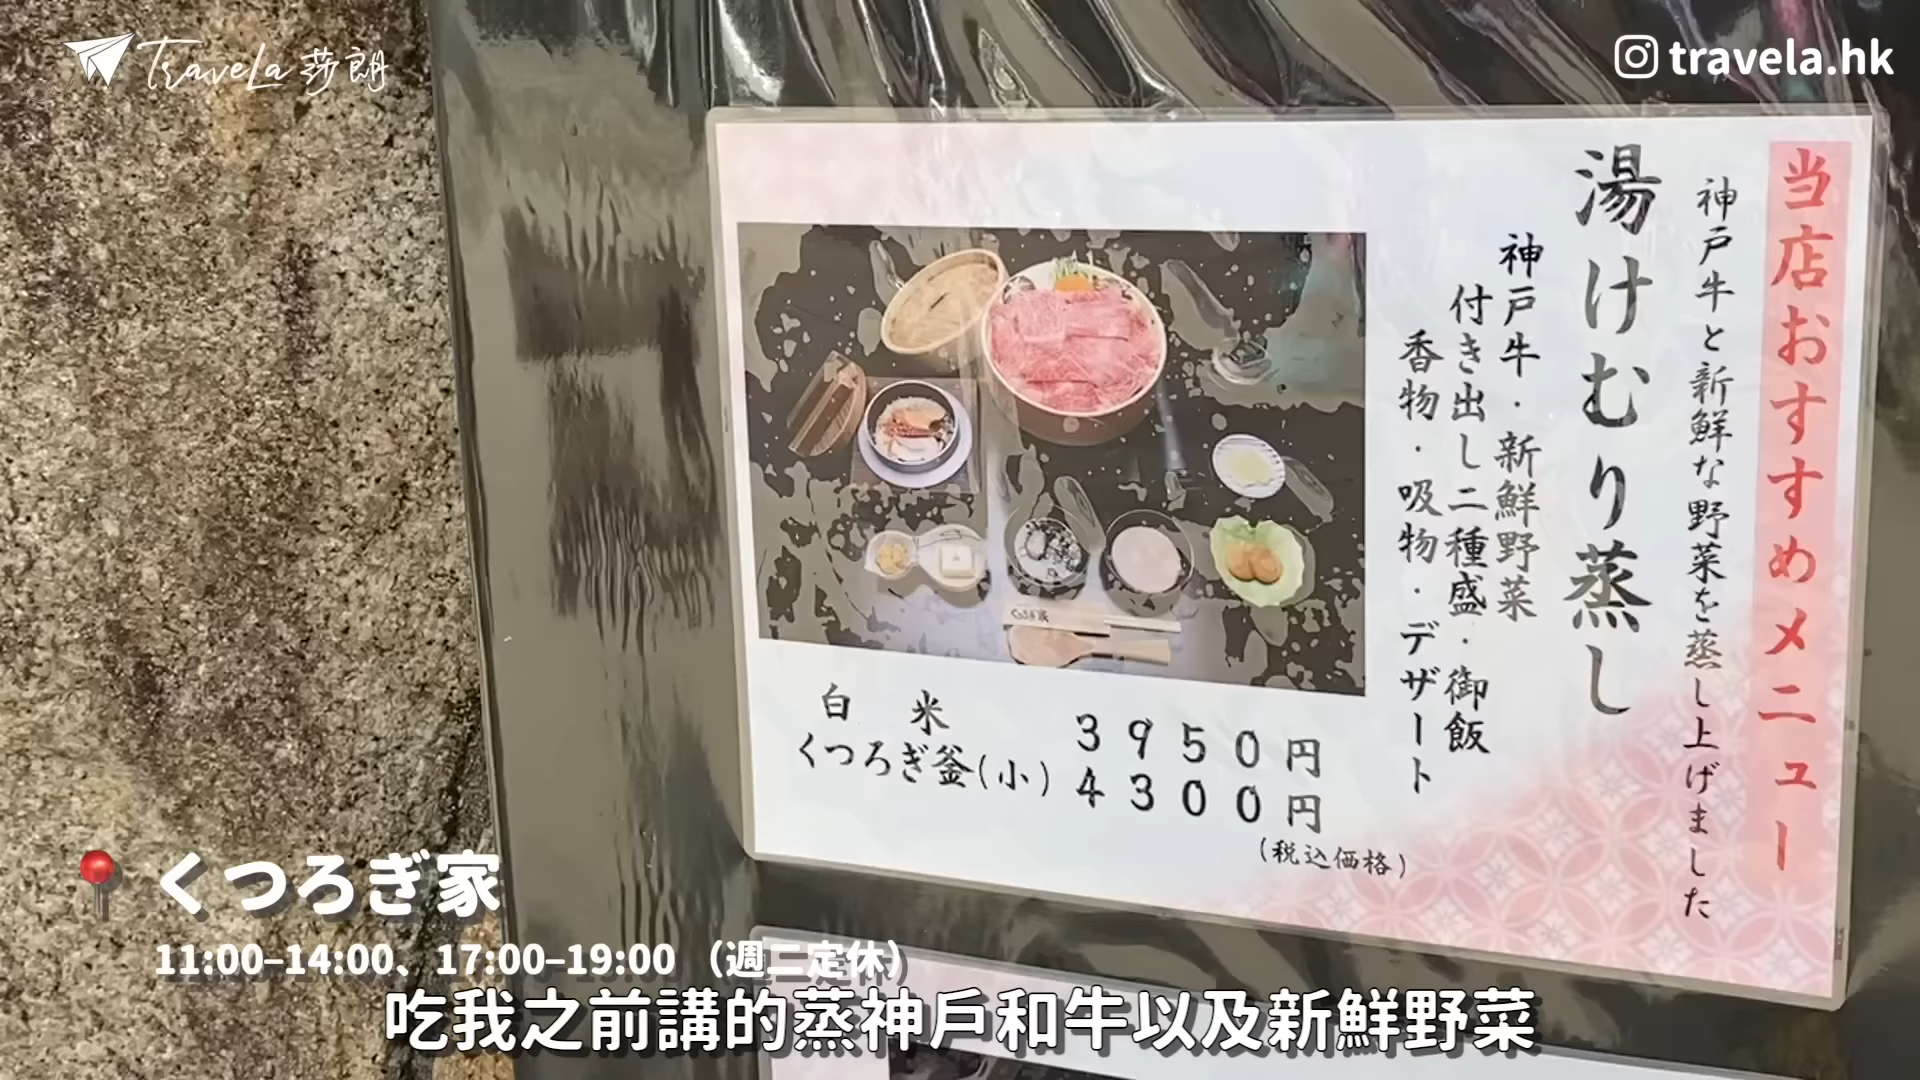 TraveLa 莎朗
travela.hk
当店おすすめメニュー
神戸牛と新鮮な野菜を蒸し上げました
湯けむり蒸し
神戸牛・新鮮野菜
付き出し二種盛・御飯
香物・吸物・デザート
白米 3950円
くつろぎ釜(小) 4300円
(税込価格)
くつろぎ家
11:00–14:00、17:00–19:00 （週二定休）
吃我之前講的蒸神戶和牛以及新鮮野菜